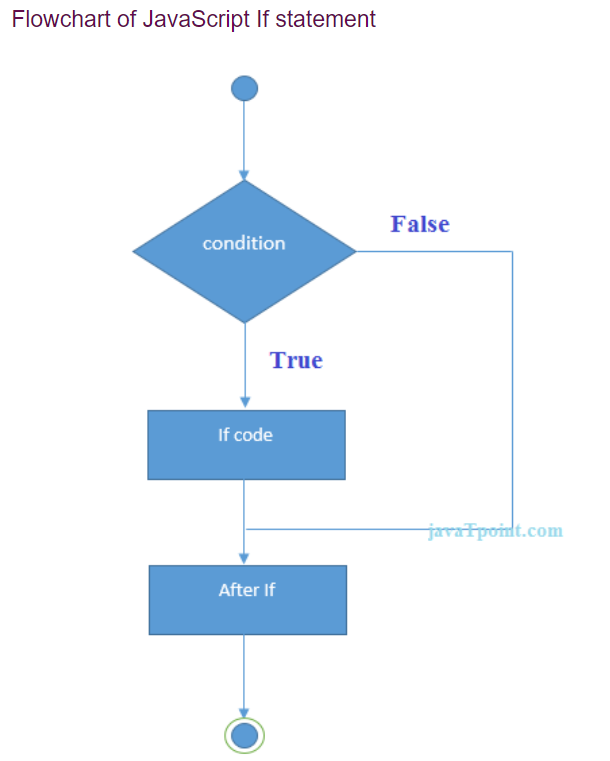 Flowchart of JavaScript If statement
condition
False
True
If code
javaTpoint.com
After If